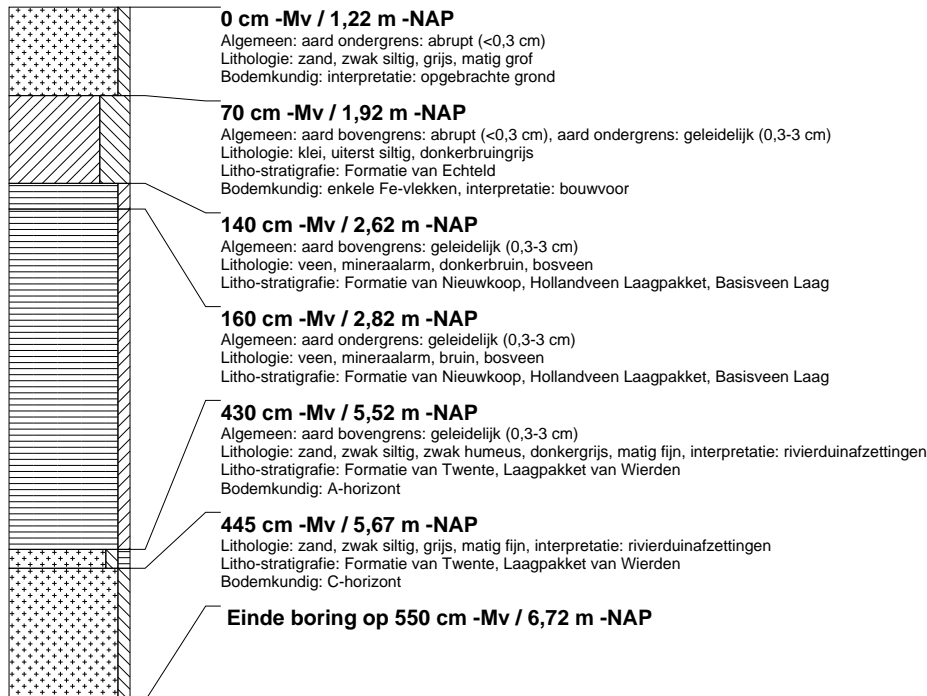 0 cm -Mv / 1,22 m -NAP
Algemeen: aard ondergrens: abrupt (<0,3 cm)
Lithologie: zand, zwak siltig, grijs, matig grof
Bodemkundig: interpretatie: opgebrachte grond
70 cm -Mv / 1,92 m -NAP
Algemeen: aard bovengrens: abrupt (<0,3 cm), aard ondergrens: geleidelijk (0,3-3 cm)
Lithologie: klei, uiterst siltig, donkerbruingrijs
Litho-stratigrafie: Formatie van Echteld
Bodemkundig: enkele Fe-vlekken, interpretatie: bouwvoor
140 cm -Mv / 2,62 m -NAP
Algemeen: aard bovengrens: geleidelijk (0,3-3 cm)
Lithologie: veen, mineraalarm, donkerbruin, bosveen
Litho-stratigrafie: Formatie van Nieuwkoop, Hollandveen Laagpakket, Basisveen Laag
160 cm -Mv / 2,82 m -NAP
Algemeen: aard ondergrens: geleidelijk (0,3-3 cm)
Lithologie: veen, mineraalarm, bruin, bosveen
Litho-stratigrafie: Formatie van Nieuwkoop, Hollandveen Laagpakket, Basisveen Laag
430 cm -Mv / 5,52 m -NAP
Algemeen: aard bovengrens: geleidelijk (0,3-3 cm)
Lithologie: zand, zwak siltig, zwak humeus, donkergrijs, matig fijn, interpretatie: rivierduinafzettingen
Litho-stratigrafie: Formatie van Twente, Laagpakket van Wierden
Bodemkundig: A-horizont
445 cm -Mv / 5,67 m -NAP
Lithologie: zand, zwak siltig, grijs, matig fijn, interpretatie: rivierduinafzettingen
Litho-stratigrafie: Formatie van Twente, Laagpakket van Wierden
Bodemkundig: C-horizont
Einde boring op 550 cm -Mv / 6,72 m -NAP